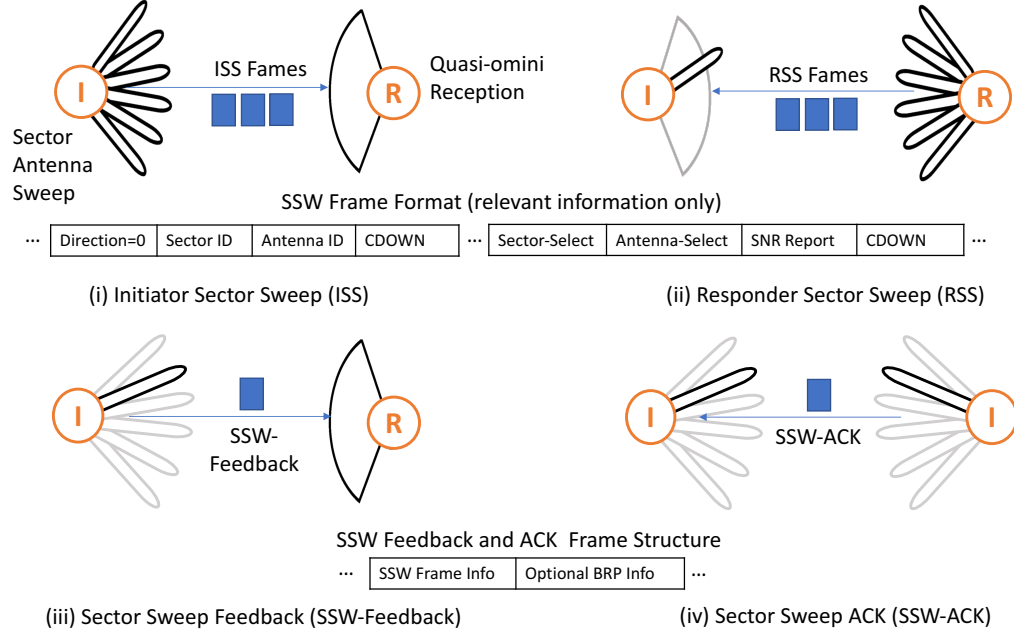 I
ISS Fames
R
Quasi-omini
Reception
Sector
Antenna
Sweep
I
RSS Fames
R
SSW Frame Format (relevant information only)
... Direction=0 Sector ID Antenna ID CDOWN ... Sector-Select Antenna-Select SNR Report CDOWN ...
(i) Initiator Sector Sweep (ISS)
(ii) Responder Sector Sweep (RSS)
I
SSW-
Feedback
R
I
SSW-ACK
I
SSW Feedback and ACK Frame Structure
... SSW Frame Info Optional BRP Info ...
(iii) Sector Sweep Feedback (SSW-Feedback)
(iv) Sector Sweep ACK (SSW-ACK)